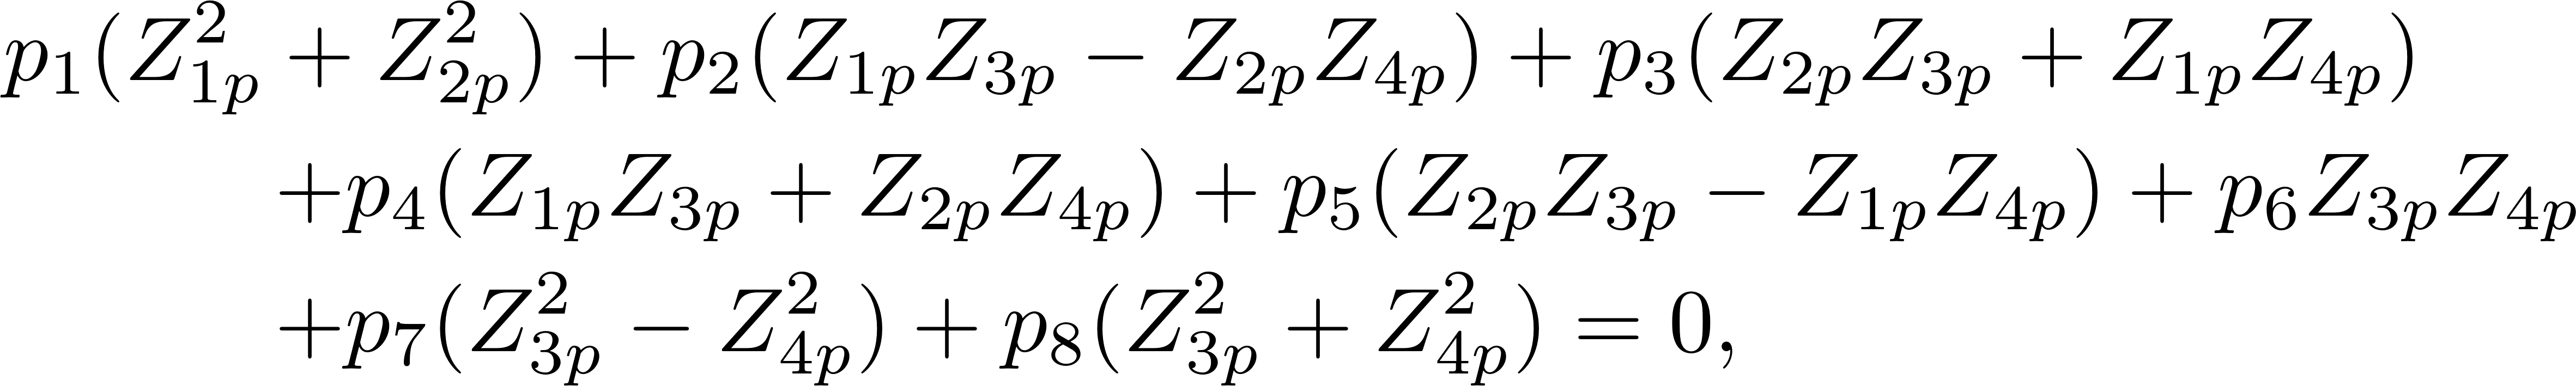 p_1(Z_{1p}^2 + Z_{2p}^2) + p_2(Z_{1p}Z_{3p} − Z_{2p}Z_{4p}) + p_3(Z_{2p}Z_{3p} + Z_{1p}Z_{4p})
+p_4(Z_{1p}Z_{3p} + Z_{2p}Z_{4p}) + p_5(Z_{2p}Z_{3p} − Z_{1p}Z_{4p}) + p_6Z_{3p}Z_{4p}
+p_7(Z_{3p}^2 − Z_{4p}^2) + p_8(Z_{3p}^2 + Z_{4p}^2) = 0,